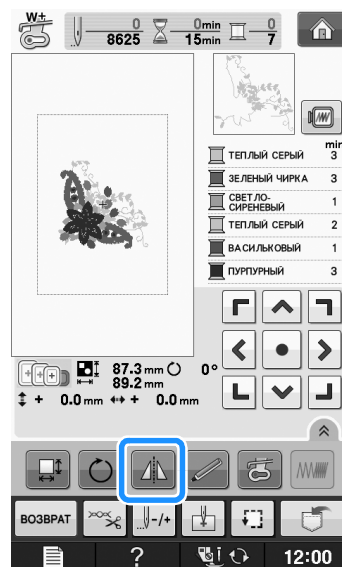 W+
0
8625
0min
15min
0
7
min
ТЕПЛЫЙ СЕРЫЙ 3
ЗЕЛЕНЫЙ ЧИРКА 3
СВЕТЛО-
СИРЕНЕВЫЙ 1
ТЕПЛЫЙ СЕРЫЙ 2
ВАСИЛЬКОВЫЙ 1
ПУРПУРНЫЙ 3
87.3 mm 0°
89.2 mm
+ 0.0 mm + 0.0 mm
ВОЗВРАТ -/+
? 12:00